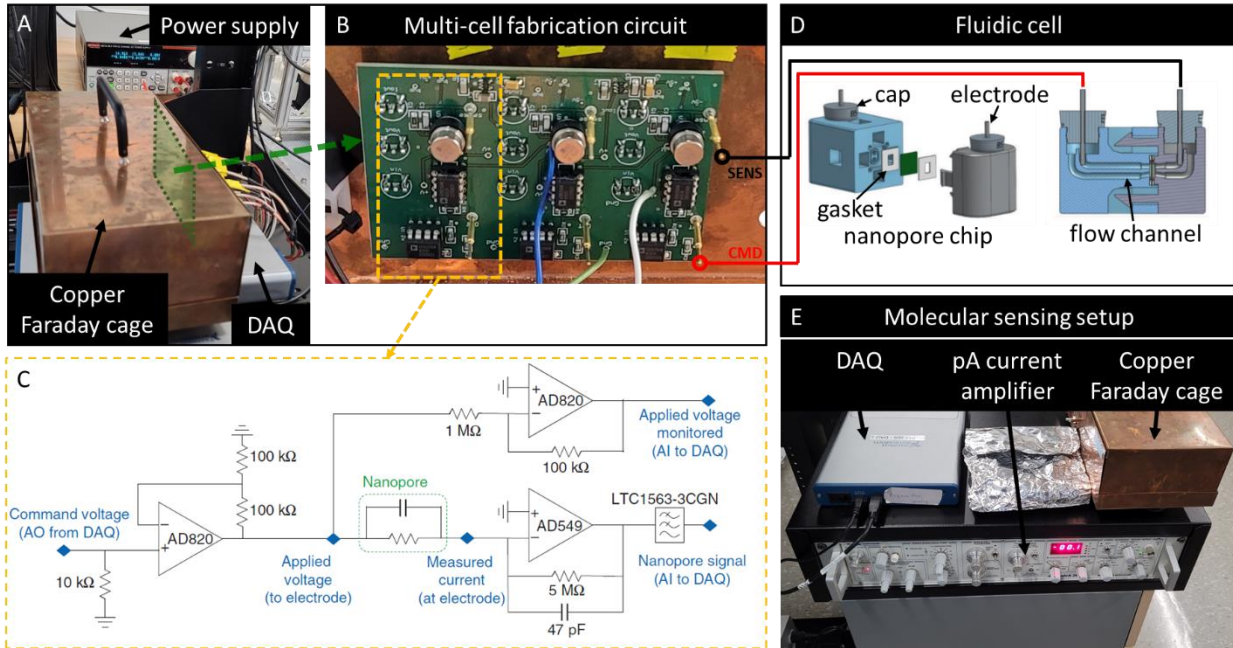 A
Power supply
Copper
Faraday cage
DAQ
B
Multi-cell fabrication circuit
SENS
CMD
D
Fluidic cell
cap
electrode
gasket
nanopore chip
flow channel
C
AD820
1 MΩ
100 kΩ
Applied voltage
monitored
(AI to DAQ)
100 kΩ
100 kΩ
Nanopore
LTC1563-3CGN
Command voltage
(AO from DAQ)
AD820
AD549
10 kΩ
Applied
voltage
(to electrode)
Measured
current
(at electrode)
5 MΩ
47 pF
Nanopore signal
(AI to DAQ)
E
Molecular sensing setup
DAQ
pA current
amplifier
Copper
Faraday cage